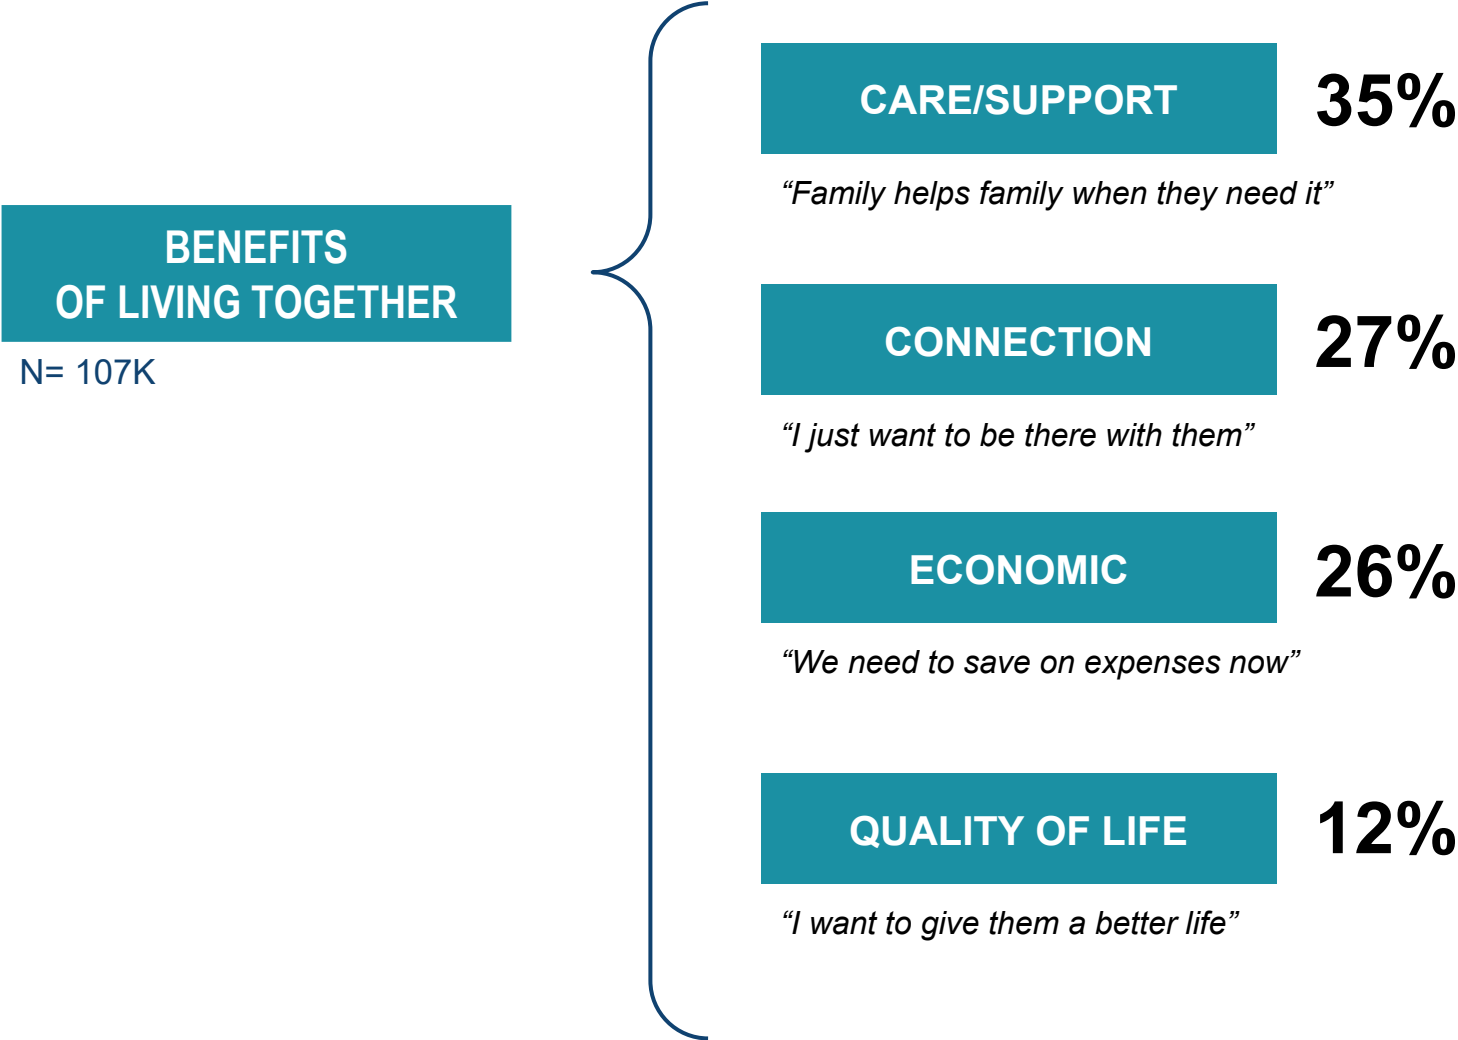 BENEFITS
OF LIVING TOGETHER
N= 107K
CARE/SUPPORT
35%
“Family helps family when they need it”
CONNECTION
27%
“I just want to be there with them”
ECONOMIC
26%
“We need to save on expenses now”
QUALITY OF LIFE
12%
“I want to give them a better life”